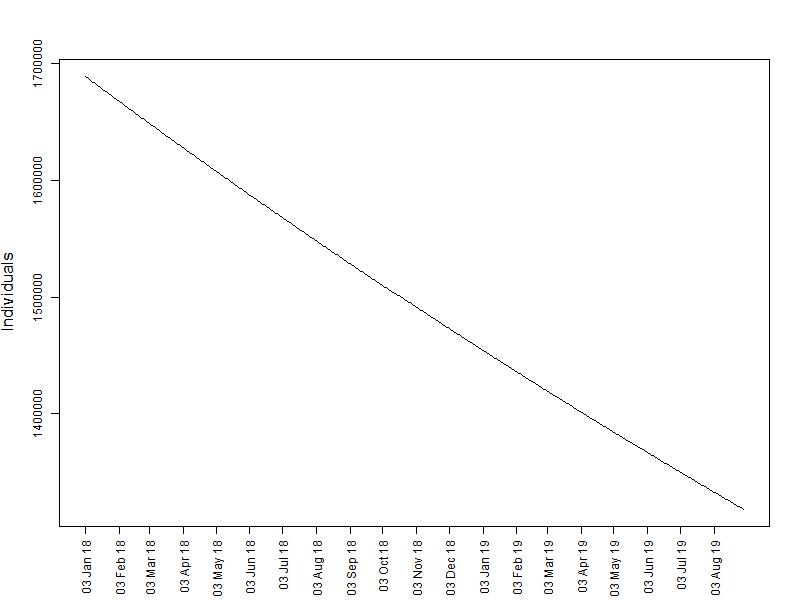 Individuals
1700000
1600000
1500000
1400000
03 Jan 18
03 Feb 18
03 Mar 18
03 Apr 18
03 May 18
03 Jun 18
03 Jul 18
03 Aug 18
03 Sep 18
03 Oct 18
03 Nov 18
03 Dec 18
03 Jan 19
03 Feb 19
03 Mar 19
03 Apr 19
03 May 19
03 Jun 19
03 Jul 19
03 Aug 19